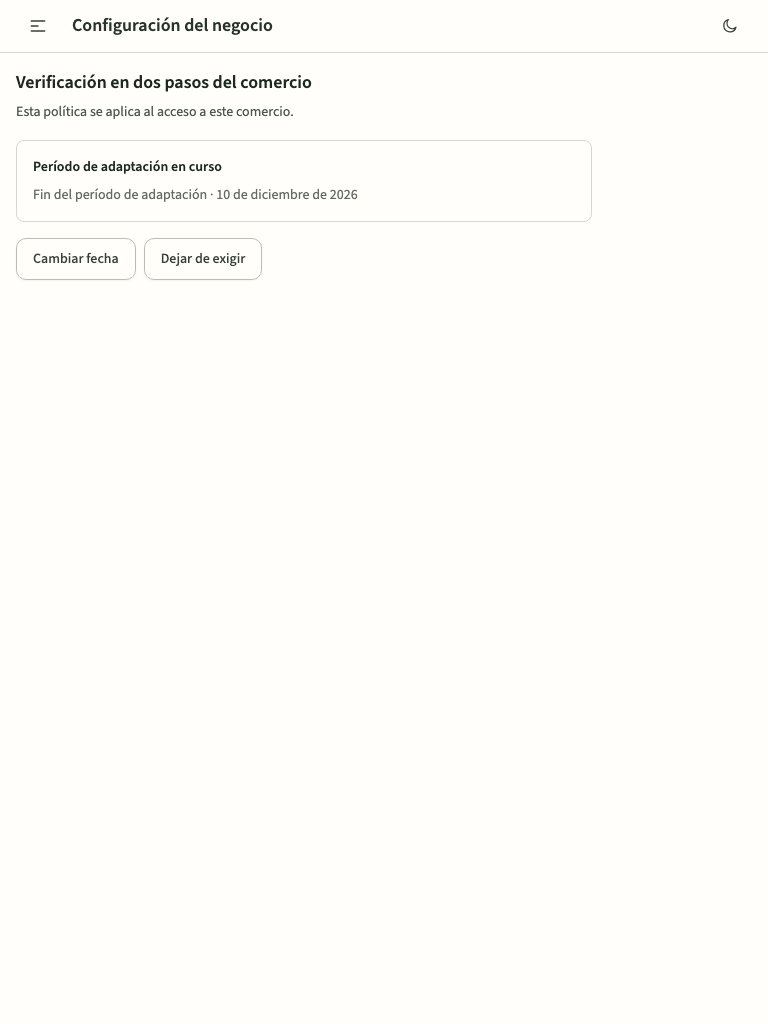 Configuración del negocio
Verificación en dos pasos del comercio
Esta política se aplica al acceso a este comercio.
Período de adaptación en curso
Fin del período de adaptación · 10 de diciembre de 2026
Cambiar fecha
Dejar de exigir